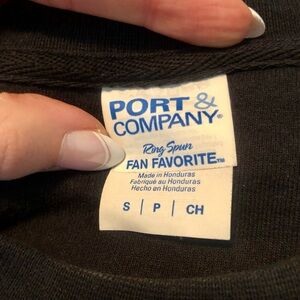 PORT &
COMPANY®
Ring Spun
FAN FAVORITE™
Made in Honduras
Fabriqué au Honduras
Hecho en Honduras
S | P | CH